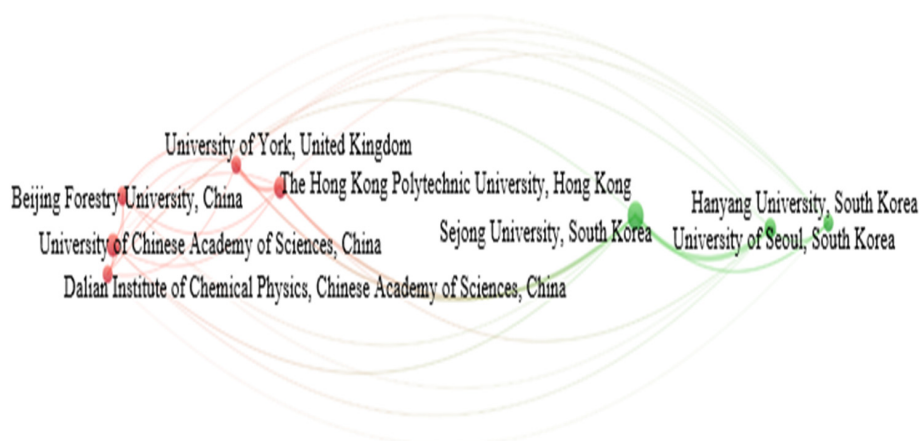 University of York, United Kingdom
The Hong Kong Polytechnic University, Hong Kong
Beijing Forestry University, China
Hanyang University, South Korea
Sejong University, South Korea
University of Seoul, South Korea
University of Chinese Academy of Sciences, China
Dalian Institute of Chemical Physics, Chinese Academy of Sciences, China